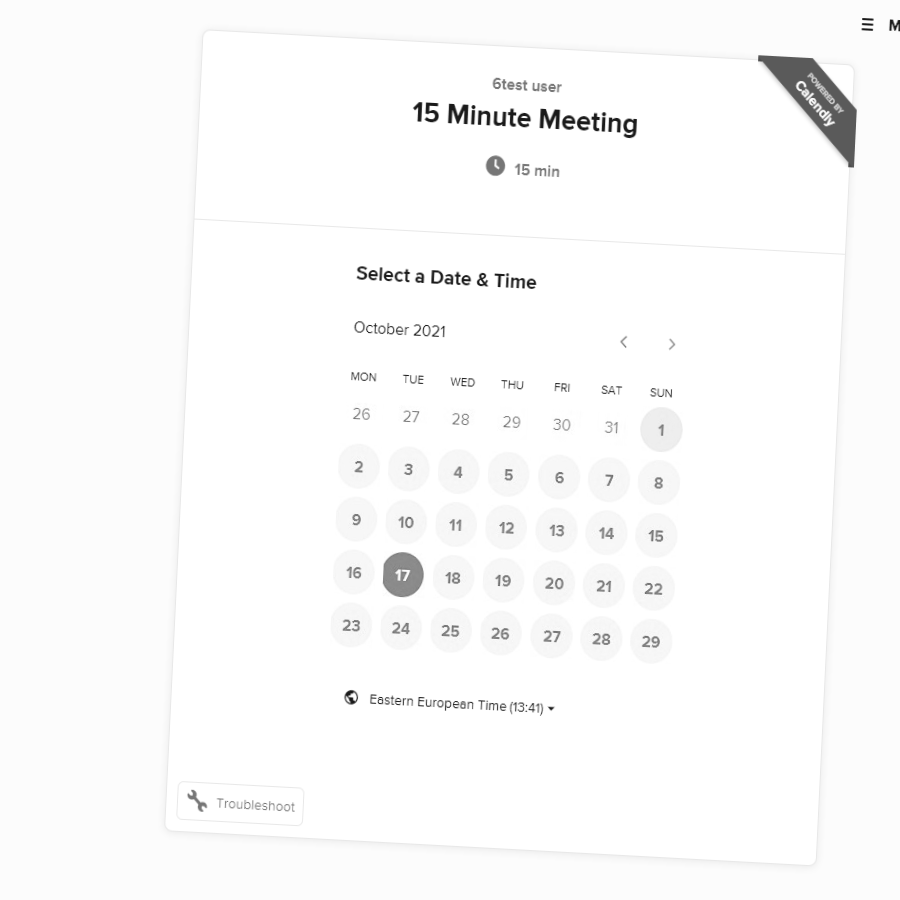 M
POWERED BY
Calendly
6test user
15 Minute Meeting
15 min
Select a Date & Time
October 2021
MON TUE WED THU FRI SAT SUN
26 27 28 29 30 31 1
2 3 4 5 6 7 8
9 10 11 12 13 14 15
16 17 18 19 20 21 22
23 24 25 26 27 28 29
Eastern European Time (13:41)
Troubleshoot